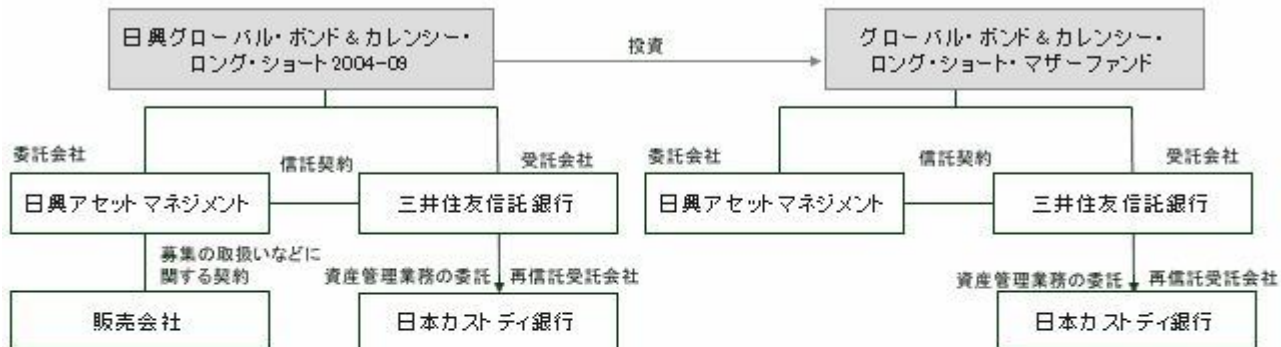 日興グローバル・ボンド＆カレンシー・
ロング・ショート2004-09
投資
グローバル・ボンド＆カレンシー・
ロング・ショート・マザーファンド
委託会社
信託契約
受託会社
日興アセットマネジメント
三井住友信託銀行
募集の取扱いなどに
関する契約
資産管理業務の委託
再信託受託会社
販売会社
日本カストディ銀行
委託会社
信託契約
受託会社
日興アセットマネジメント
三井住友信託銀行
資産管理業務の委託
再信託受託会社
日本カストディ銀行